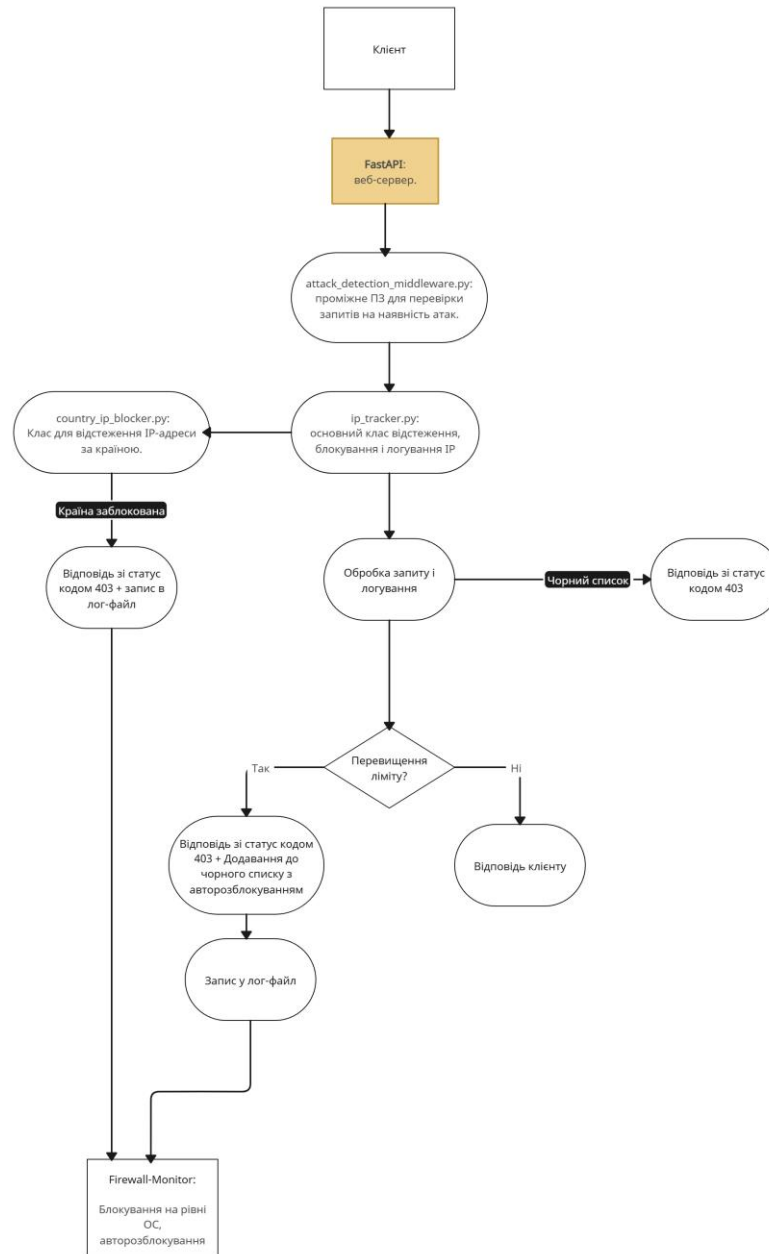 Клієнт
FastAPI:
веб-сервер.
attack_detection_middleware.py:
проміжне ПЗ для перевірки
запитів на наявність атак.
country_ip_blocker.py:
Клас для відстеження IP-адреси
за країною.
ip_tracker.py:
основний клас відстеження,
блокування і логування IP
Країна заблокована
Відповідь зі статус
кодом 403 + запис в
лог-файл
Обробка запиту і
логування
Чорний список
Відповідь зі статус
кодом 403
Перевищення
ліміту?
Так
Ні
Відповідь зі статус кодом
403 + Додавання до
чорного списку з
авторозблокуванням
Відповідь клієнту
Запис у лог-файл
Firewall-Monitor:
Блокування на рівні
ОС,
авторозблокування